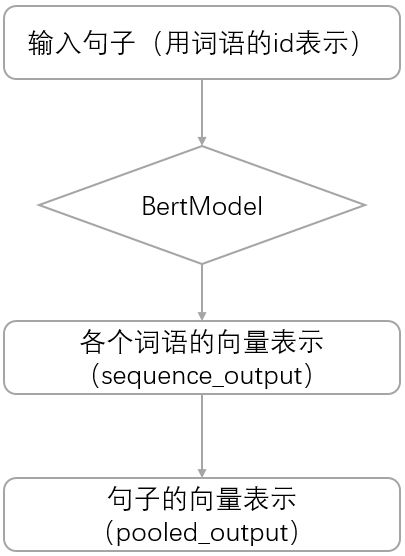 输入句子（用词语的id表示）
BertModel
各个词语的向量表示
（sequence_output）
句子的向量表示
（pooled_output）